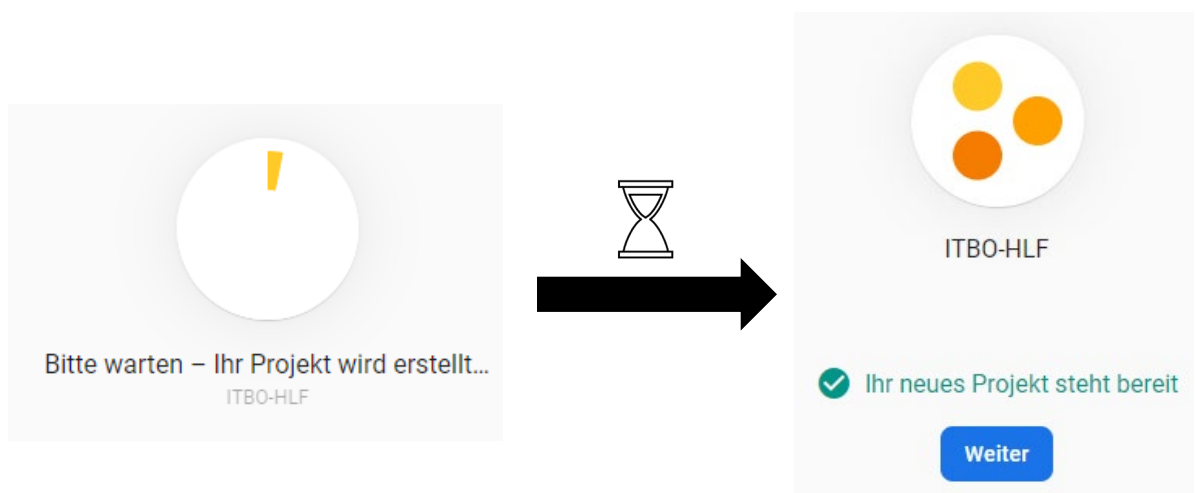 Bitte warten – Ihr Projekt wird erstellt...
ITBO-HLF
ITBO-HLF
Ihr neues Projekt steht bereit
Weiter